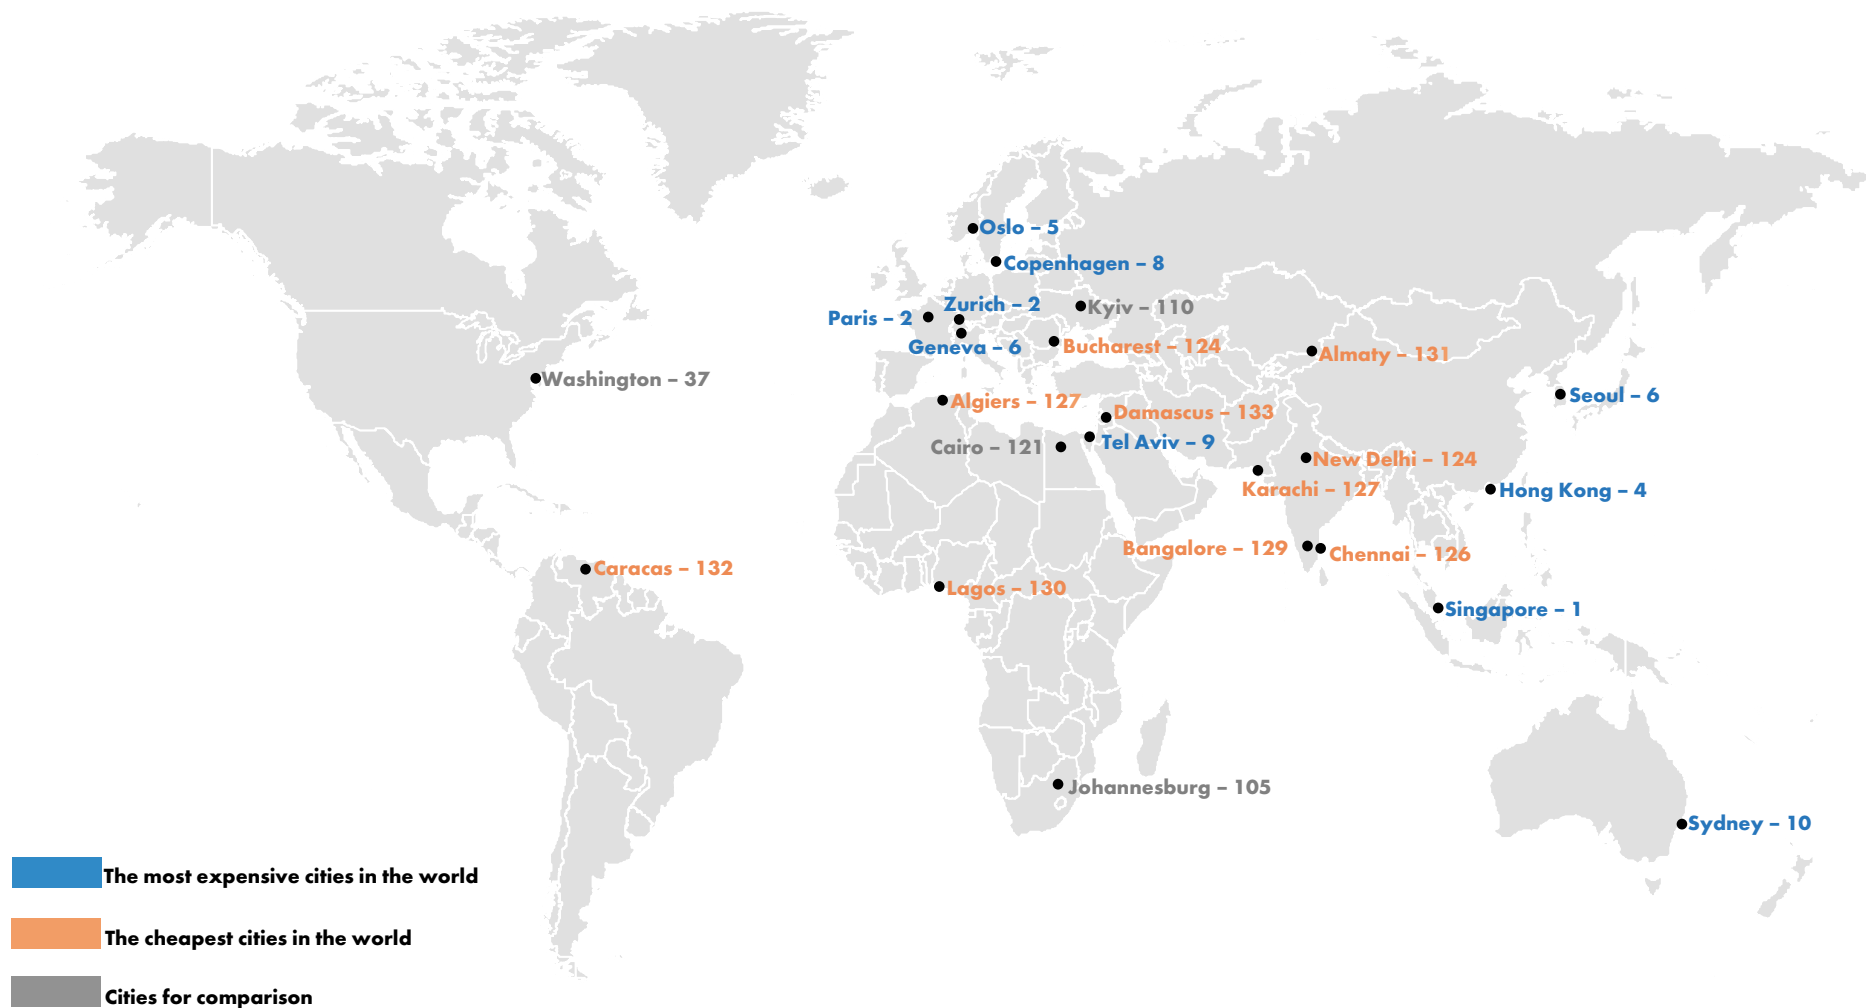 Oslo – 5
Copenhagen – 8
Zurich – 2
Kyiv – 110
Paris – 2
Geneva – 6
Bucharest – 124
Almaty – 131
Washington – 37
Seoul – 6
Algiers – 127
Damascus – 133
Tel Aviv – 9
Cairo – 121
New Delhi – 124
Karachi – 127
Hong Kong – 4
Bangalore – 129
Chennai – 126
Caracas – 132
Lagos – 130
Singapore – 1
Johannesburg – 105
Sydney – 10
The most expensive cities in the world
The cheapest cities in the world
Cities for comparison